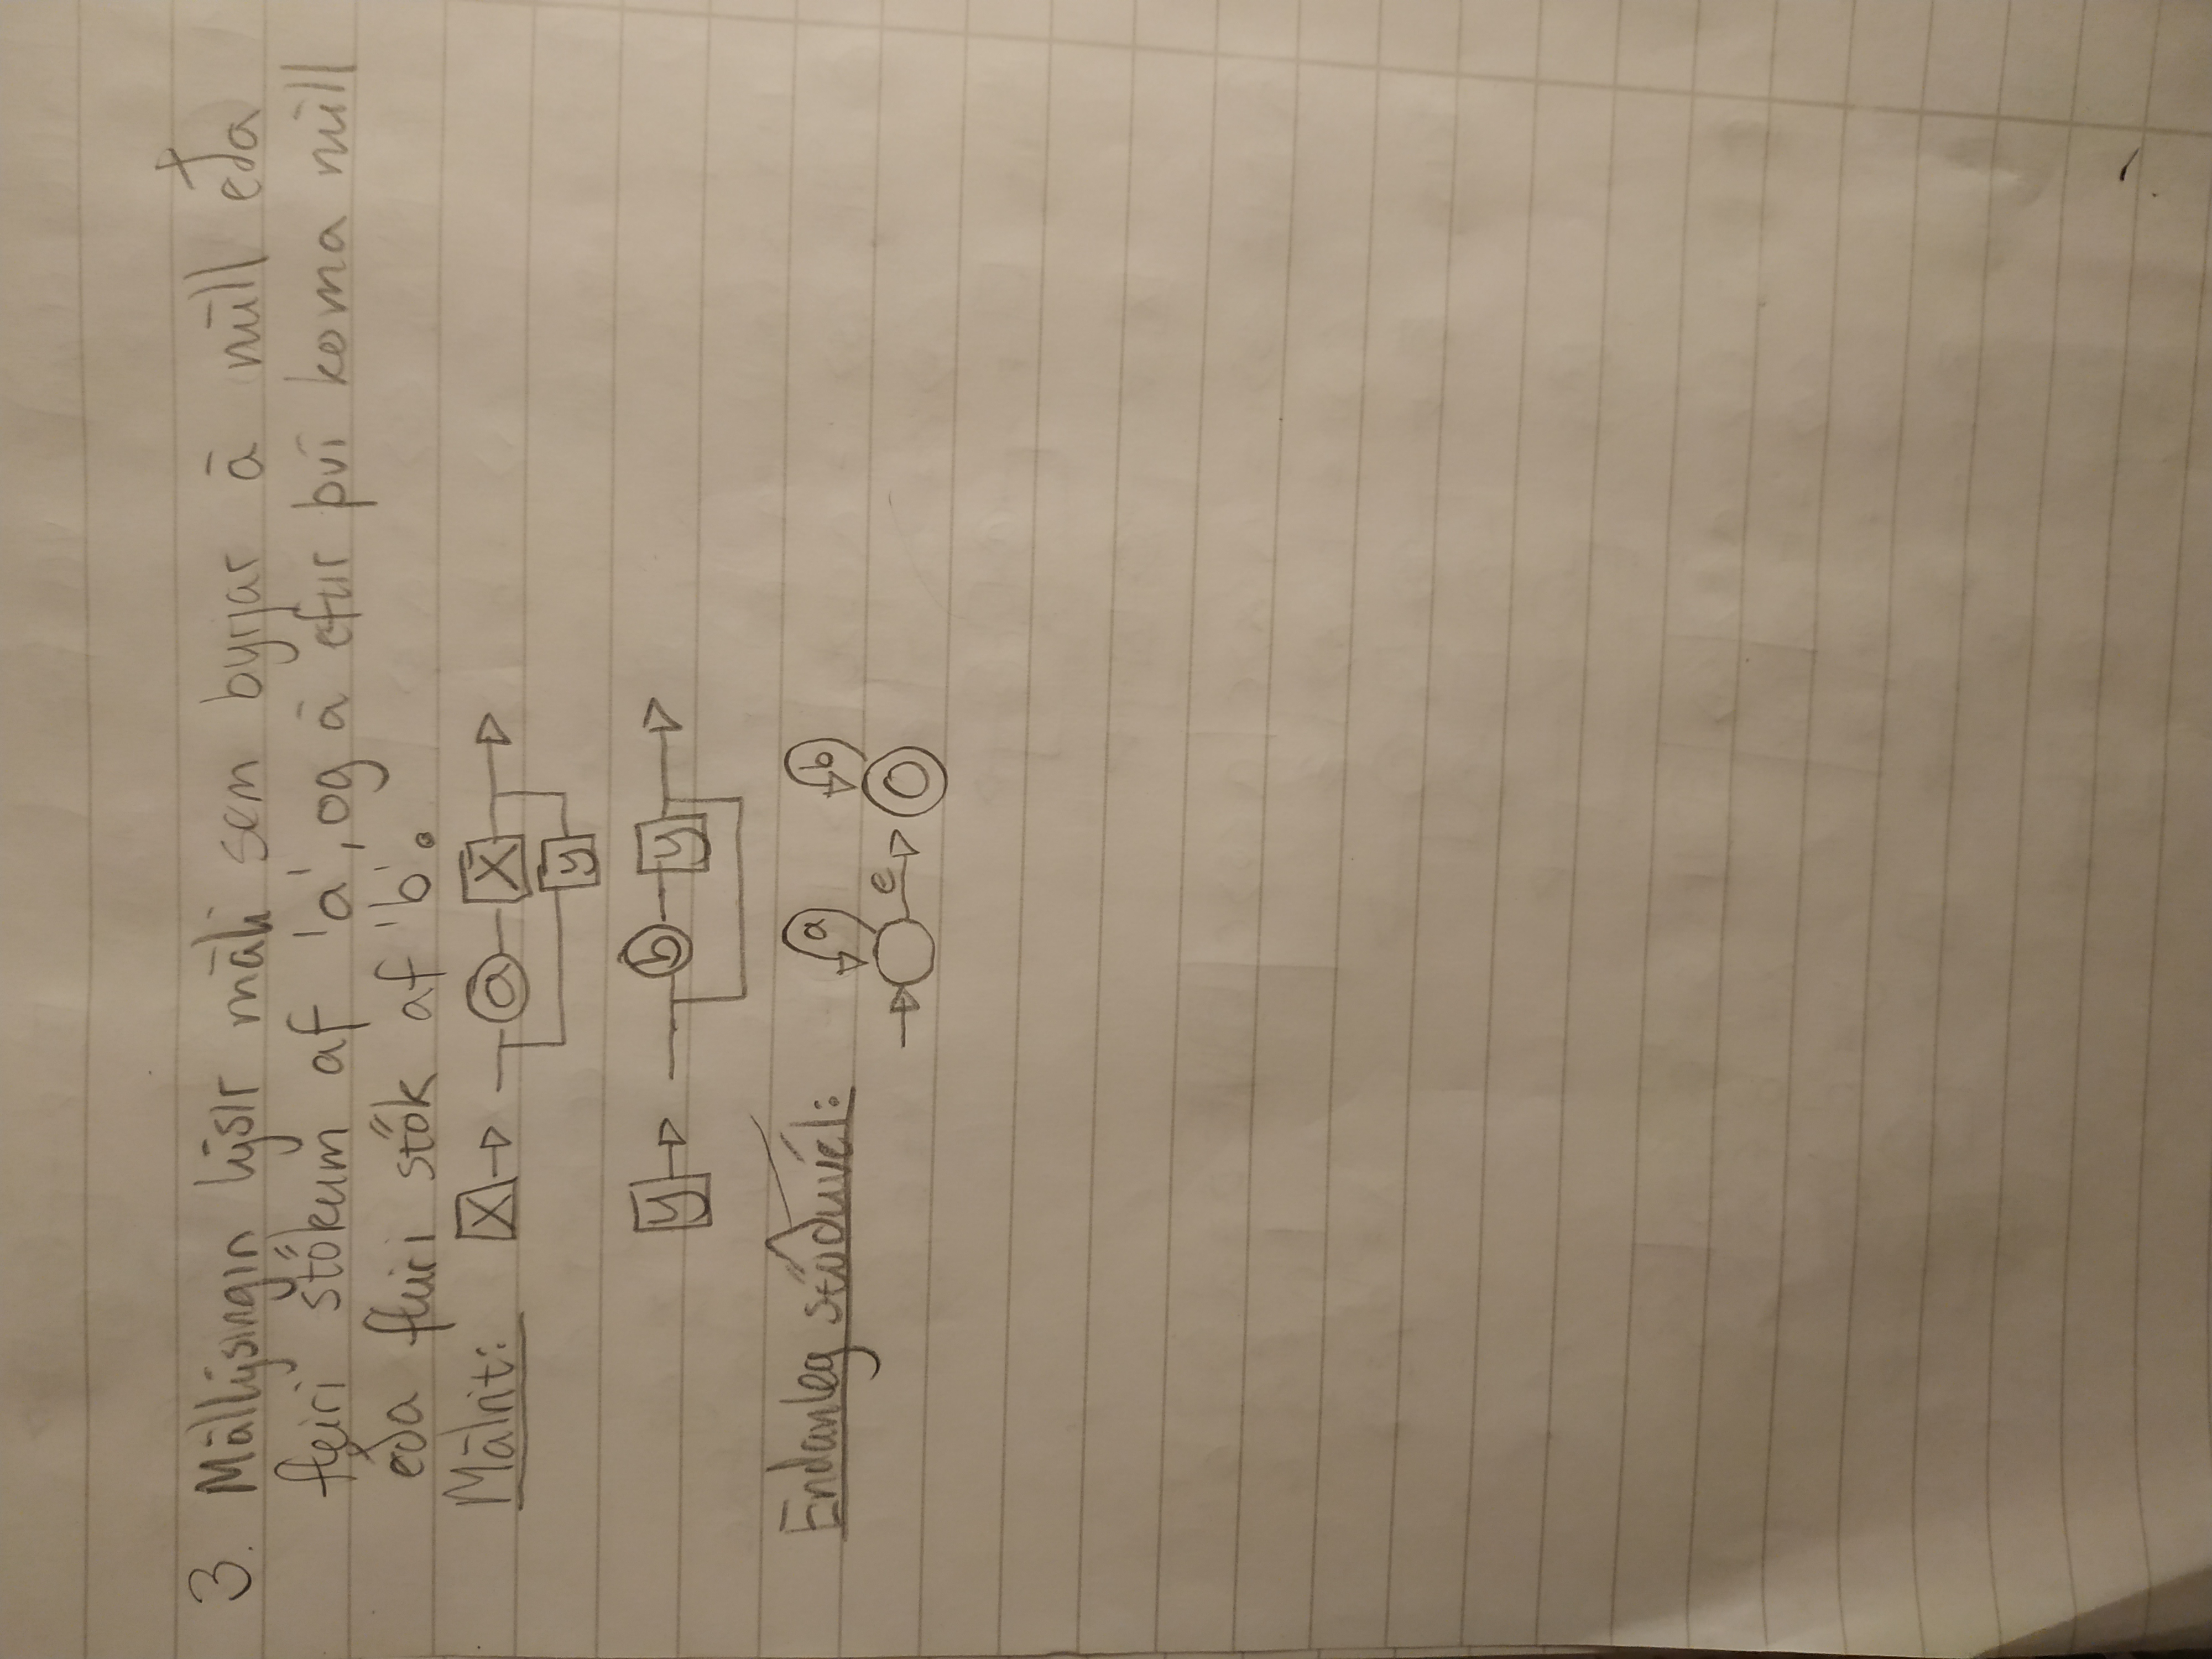 3. Mállýsingin lýsir máli sem byrjar á núll eða
fleiri stökum af 'a', og á eftir því koma núll
eða fleiri stök af 'b'.
Málrit: X a X
y
y b y
Endanleg stöðuvél: a b
e